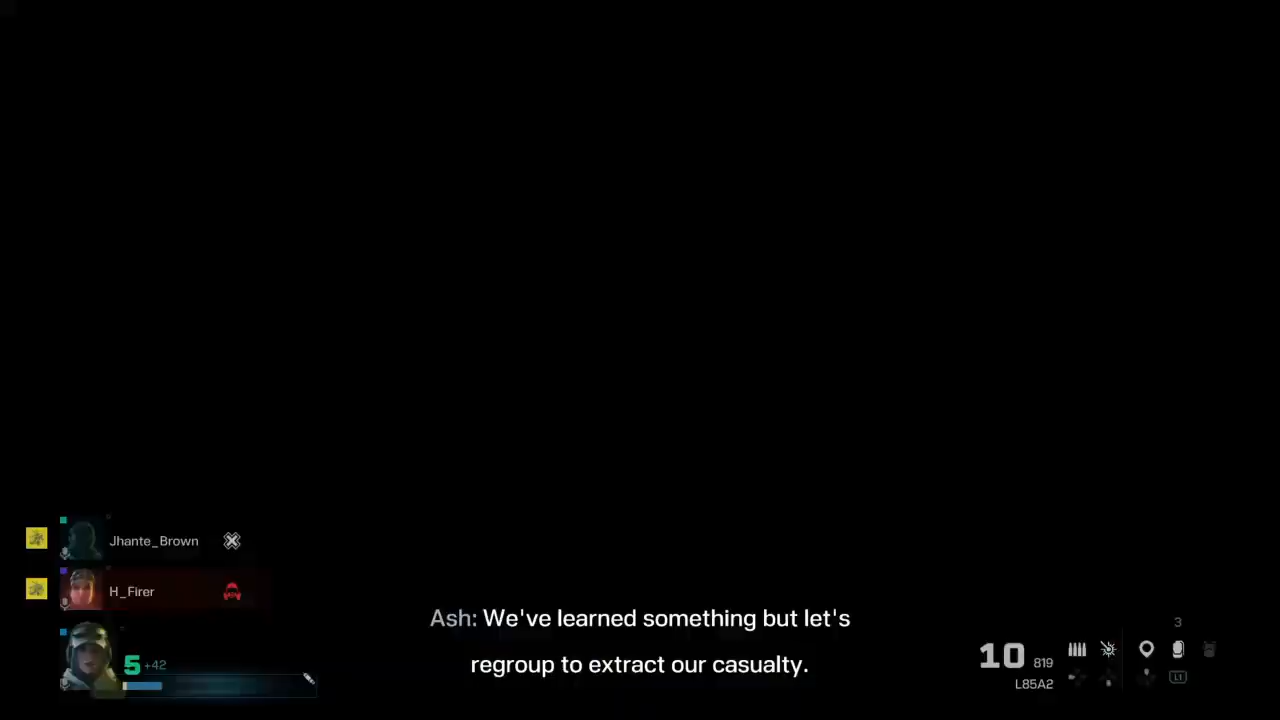 Jhante_Brown
H_Firer
5 +42
Ash: We've learned something but let's
regroup to extract our casualty.
3
10 819
L85A2
L1